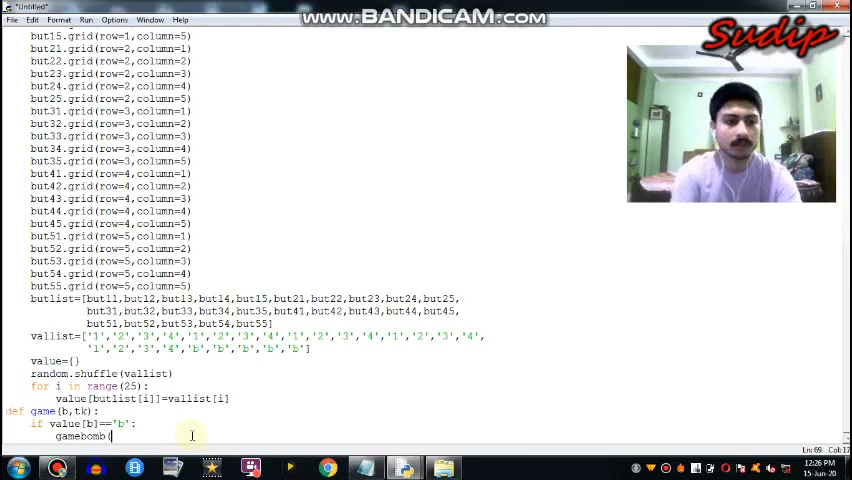 *Untitled*
www.BANDICAM.com
File Edit Format Run Options Window Help
Sudip
but15.grid(row=1,column=5)
but21.grid(row=2,column=1)
but22.grid(row=2,column=2)
but23.grid(row=2,column=3)
but24.grid(row=2,column=4)
but25.grid(row=2,column=5)
but31.grid(row=3,column=1)
but32.grid(row=3,column=2)
but33.grid(row=3,column=3)
but34.grid(row=3,column=4)
but35.grid(row=3,column=5)
but41.grid(row=4,column=1)
but42.grid(row=4,column=2)
but43.grid(row=4,column=3)
but44.grid(row=4,column=4)
but45.grid(row=4,column=5)
but51.grid(row=5,column=1)
but52.grid(row=5,column=2)
but53.grid(row=5,column=3)
but54.grid(row=5,column=4)
but55.grid(row=5,column=5)
butlist=[but11,but12,but13,but14,but15,but21,but22,but23,but24,but25,
but31,but32,but33,but34,but35,but41,but42,but43,but44,but45,
but51,but52,but53,but54,but55]
vallist=['1','2','3','4','1','2','3','4','1','2','3','4','1','2','3','4',
'1','2','3','4','b','b','b','b','b']
value={}
random.shuffle(vallist)
for i in range(25):
value[butlist[i]]=vallist[i]
def game(b,tk):
if value[b]=='b':
gamebomb(
Ln: 69 Col: 17
12:26 PM
15-Jun-20